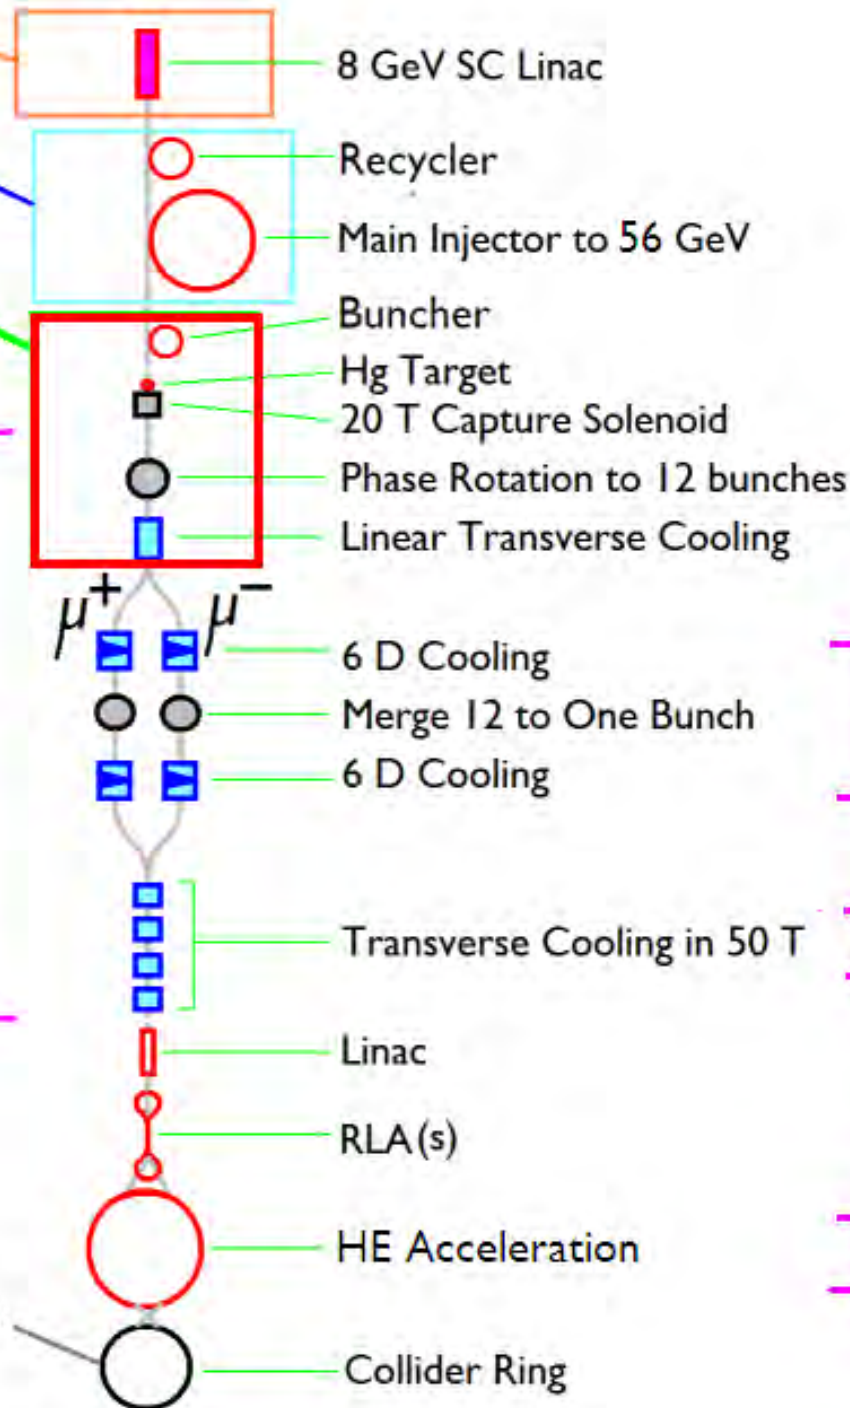 8 GeV SC Linac
Recycler
Main Injector to 56 GeV
Buncher
Hg Target
20 T Capture Solenoid
Phase Rotation to 12 bunches
Linear Transverse Cooling
μ+ μ−
6 D Cooling
Merge 12 to One Bunch
6 D Cooling
Transverse Cooling in 50 T
Linac
RLA(s)
HE Acceleration
Collider Ring